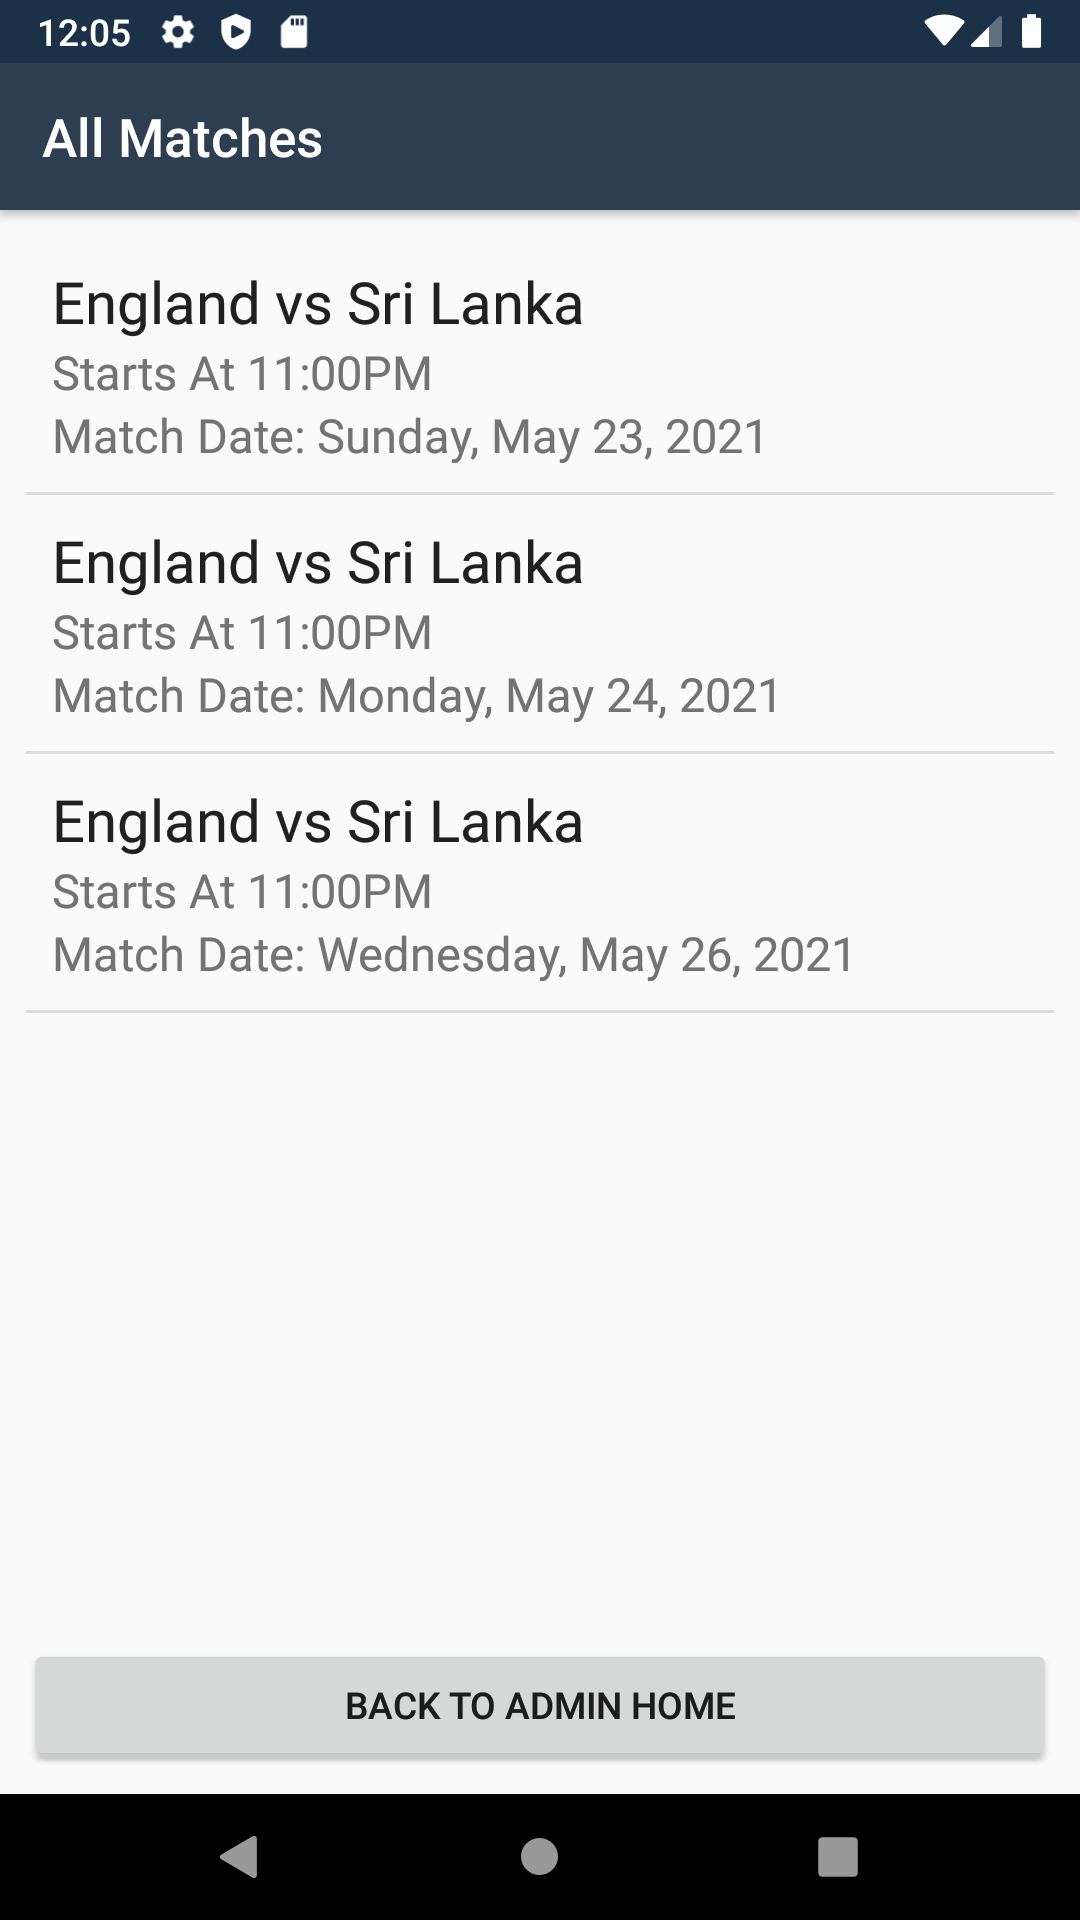 12:05
All Matches
England vs Sri Lanka
Starts At 11:00PM
Match Date: Sunday, May 23, 2021
England vs Sri Lanka
Starts At 11:00PM
Match Date: Monday, May 24, 2021
England vs Sri Lanka
Starts At 11:00PM
Match Date: Wednesday, May 26, 2021
BACK TO ADMIN HOME